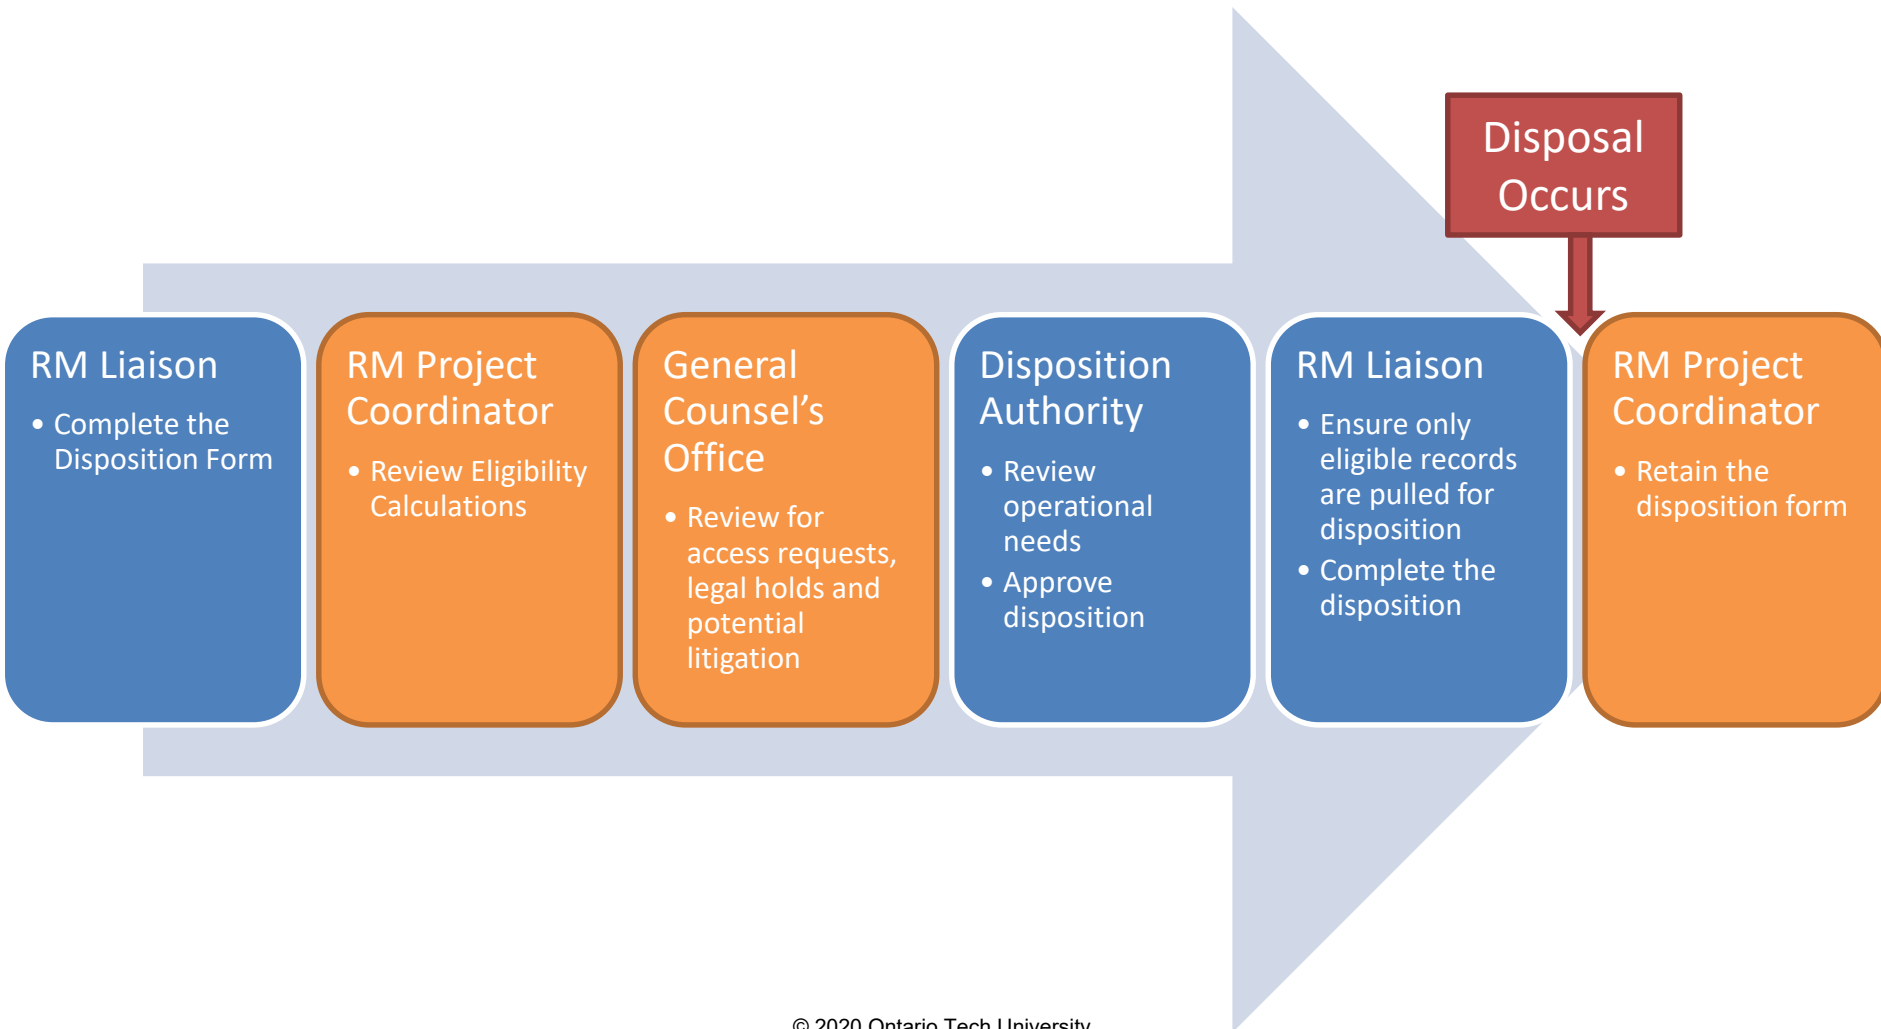 Disposal
Occurs
RM Liaison
• Complete the
Disposition Form
RM Project
Coordinator
• Review Eligibility
Calculations
General
Counsel’s
Office
• Review for
access requests,
legal holds and
potential
litigation
Disposition
Authority
• Review
operational
needs
• Approve
disposition
RM Liaison
• Ensure only
eligible records
are pulled for
disposition
• Complete the
disposition
RM Project
Coordinator
• Retain the
disposition form
© 2020 Ontario Tech University